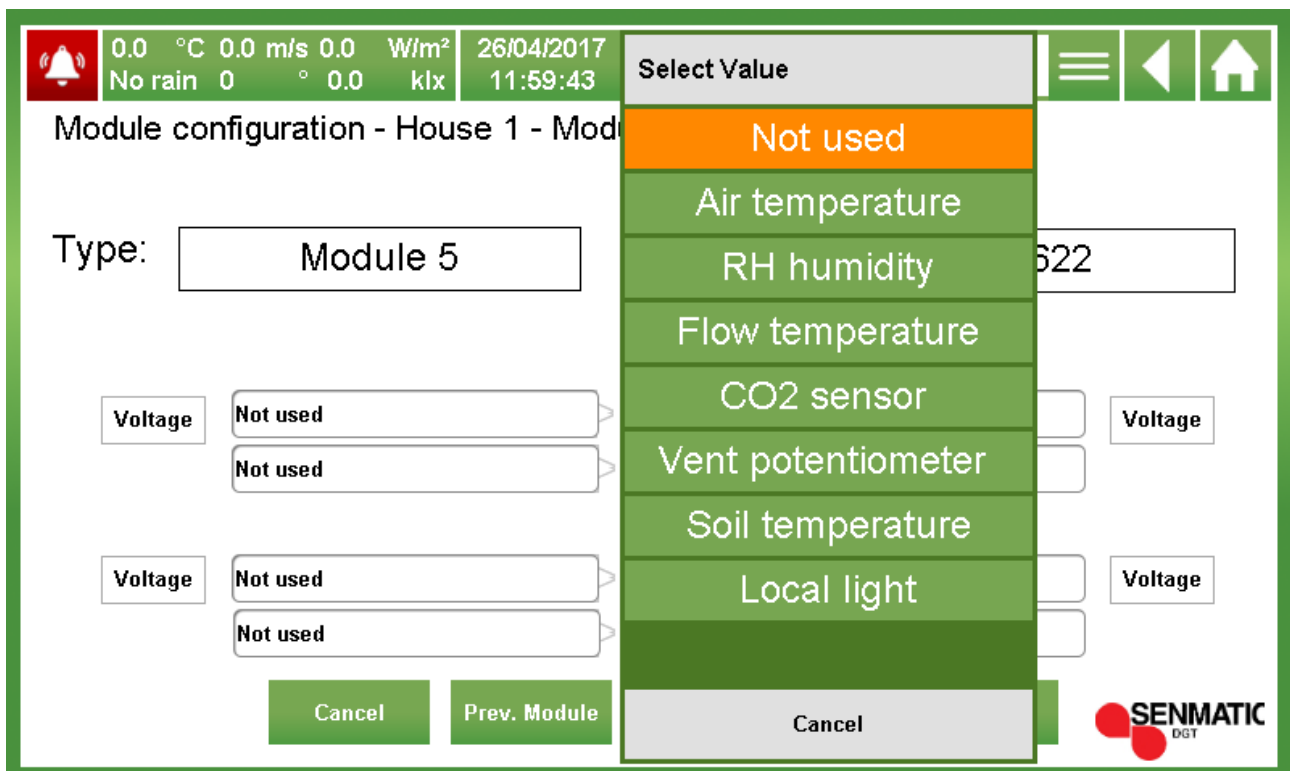 0.0 °C 0.0 m/s 0.0 W/m² 26/04/2017
No rain 0 ° 0.0 klx 11:59:43
Select Value
Module configuration - House 1 -
Not used
Air temperature
RH humidity
Flow temperature
CO2 sensor
Vent potentiometer
Soil temperature
Local light
Cancel
Type: Module 5 622
Voltage Not used Voltage
Not used
Voltage Not used Voltage
Not used
Cancel Prev. Module
SENMATIC
DGT